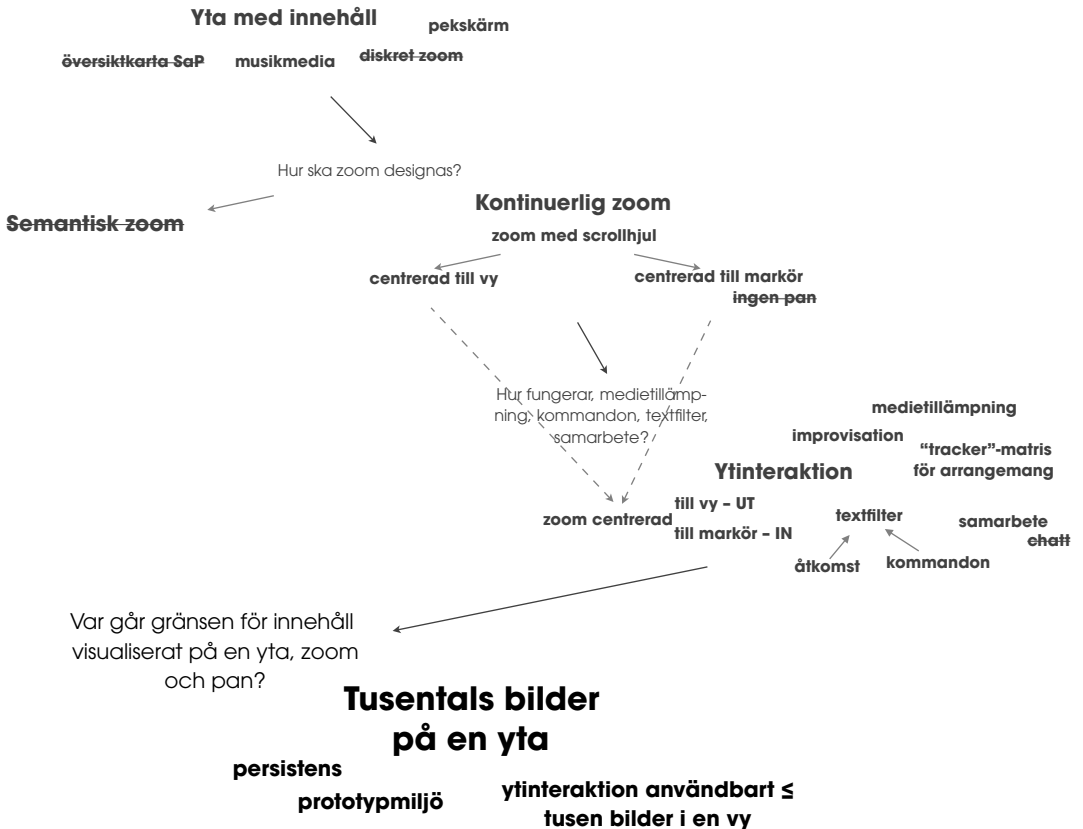 Yta med innehåll
pekskärm
översiktkarta SaP
musikmedia
diskret zoom
Hur ska zoom designas?
Semantisk zoom
Kontinuerlig zoom
zoom med scrollhjul
centrerad till vy
centrerad till markör
ingen pan
Hur fungerar, medietillämp-
ning, kommandon, textfilter,
samarbete?
medietillämpning
improvisation
“tracker”-matris
för arrangemang
Ytinteraktion
zoom centrerad
till vy – UT
till markör – IN
textfilter
samarbete
chatt
åtkomst
kommandon
Var går gränsen för innehåll
visualiserat på en yta, zoom
och pan?
Tusentals bilder
på en yta
persistens
prototypmiljö
ytinteraktion användbart ≤
tusen bilder i en vy